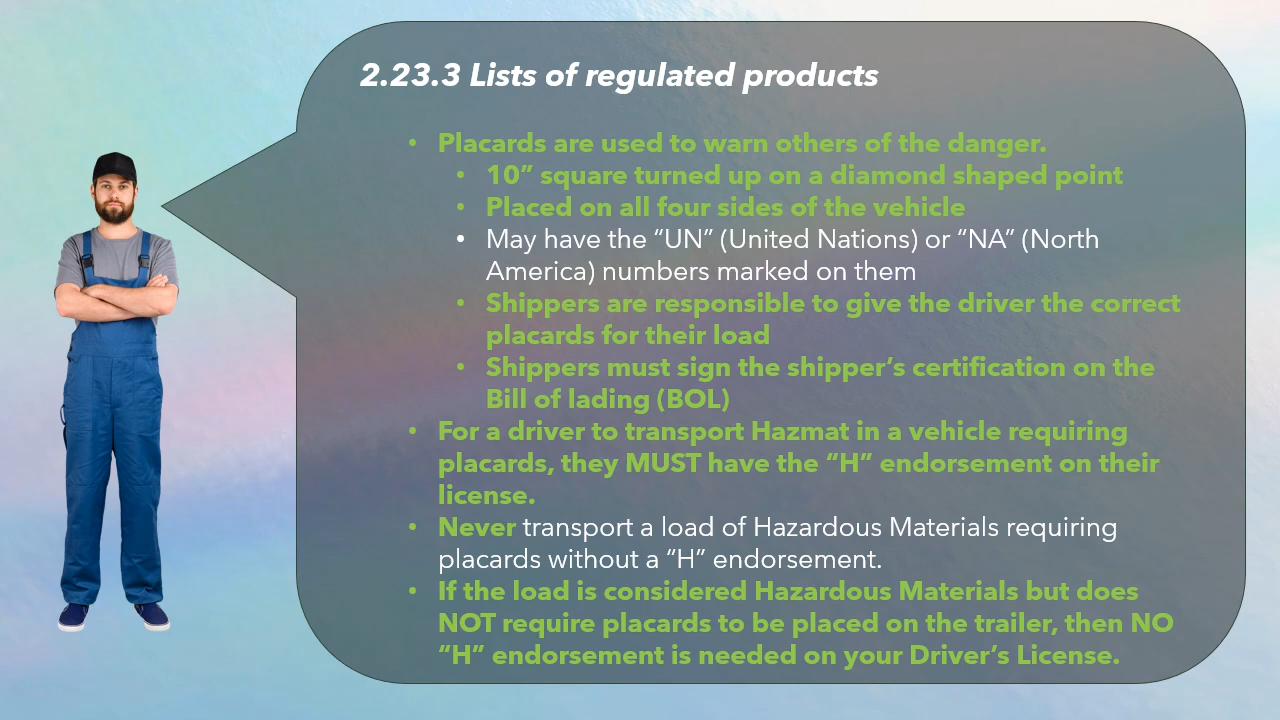 2.23.3 Lists of regulated products
• Placards are used to warn others of the danger.
• 10” square turned up on a diamond shaped point
• Placed on all four sides of the vehicle
• May have the “UN” (United Nations) or “NA” (North
America) numbers marked on them
• Shippers are responsible to give the driver the correct
placards for their load
• Shippers must sign the shipper’s certification on the
Bill of lading (BOL)
• For a driver to transport Hazmat in a vehicle requiring
placards, they MUST have the “H” endorsement on their
license.
• Never transport a load of Hazardous Materials requiring
placards without a “H” endorsement.
• If the load is considered Hazardous Materials but does
NOT require placards to be placed on the trailer, then NO
“H” endorsement is needed on your Driver’s License.